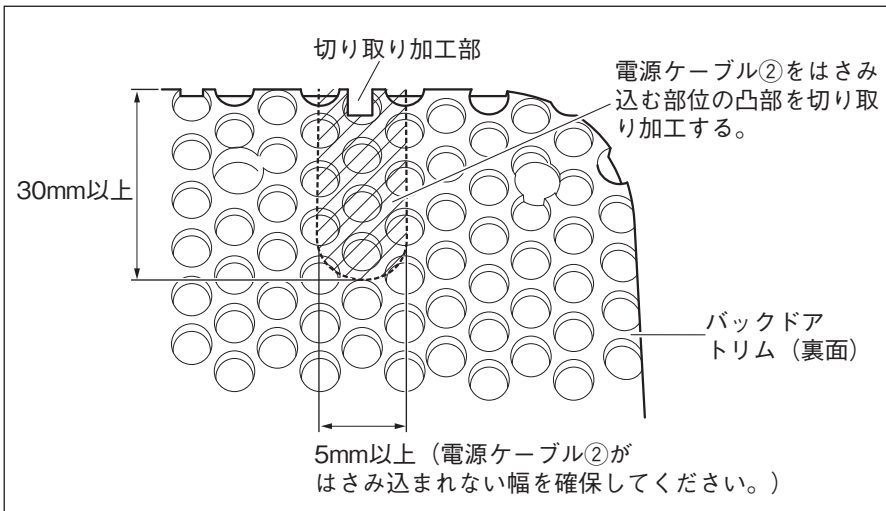 切り取り加工部
電源ケーブル②をはさみ
込む部位の凸部を切り取
り加工する。
30mm以上
バックドア
トリム（裏面）
5mm以上（電源ケーブル②が
はさみ込まれない幅を確保してください。）